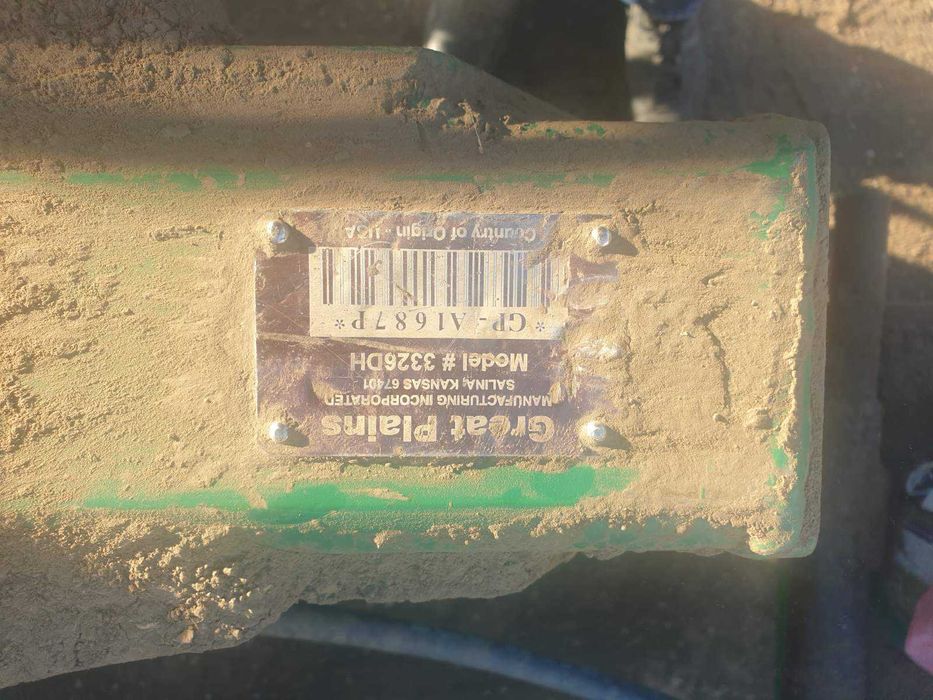 Great Plains
MANUFACTURING INCORPORATED
SALINA, KANSAS 67401
Model # 3326DH
*GP-A1687P*
Country of Origin - USA